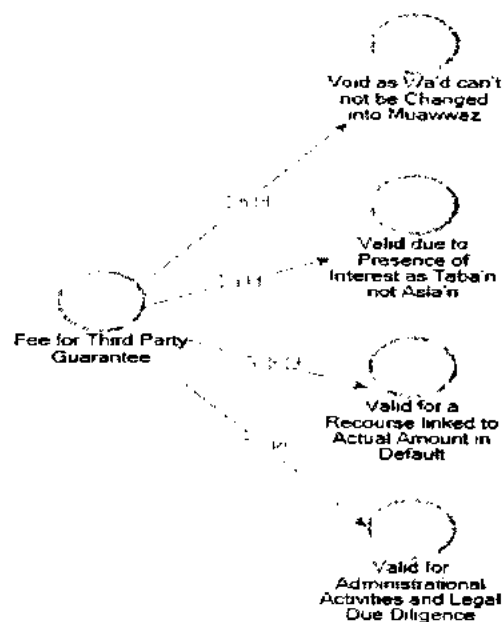 Void as Wa'd can't
not be Changed
into Muawwaz
Valid due to
Presence of
Interest as Taba'n
not Asla'n
Fee for Third Party
Guarantee
Valid for a
Recourse linked to
Actual Amount in
Default
Valid for
Administrational
Activities and Legal
Due Diligence